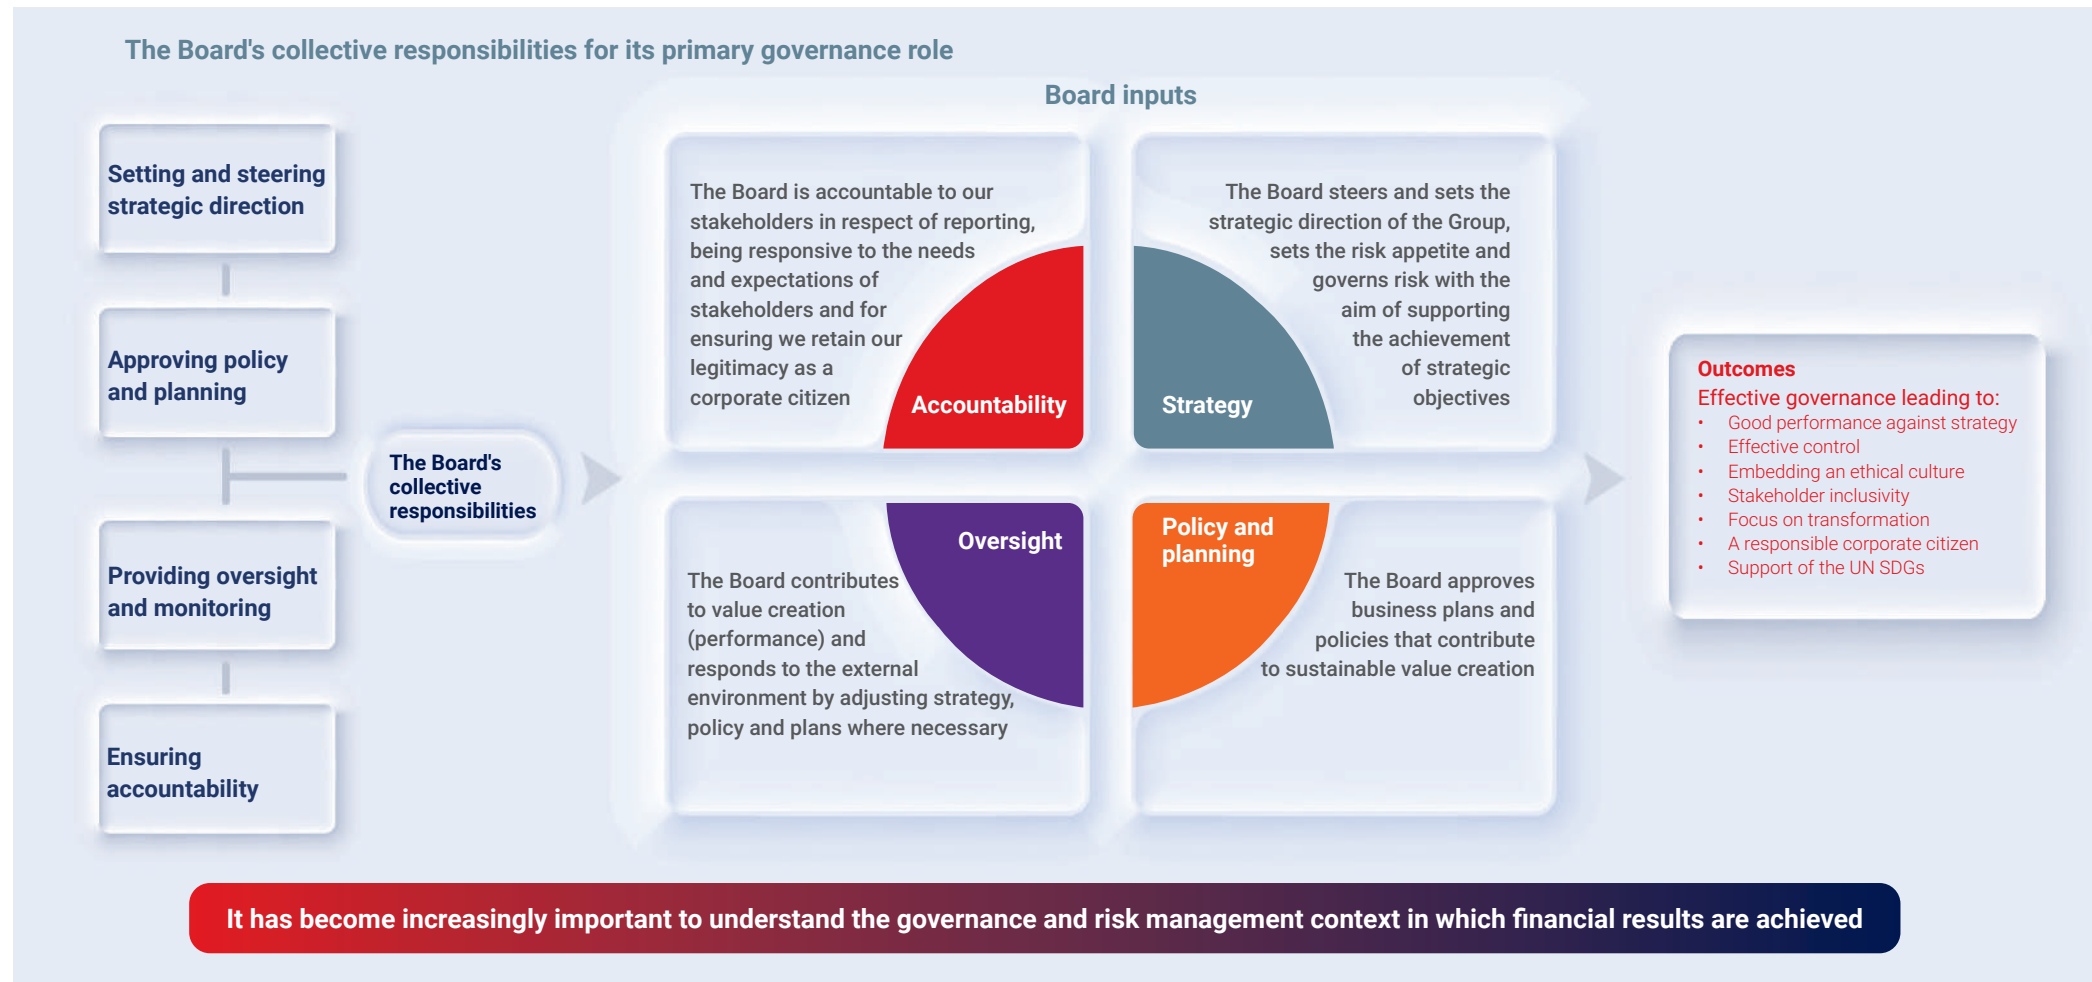 The Board's collective responsibilities for its primary governance role
Setting and steering
strategic direction
Approving policy
and planning
Providing oversight
and monitoring
Ensuring
accountability
The Board's
collective
responsibilities
Board inputs
The Board is accountable to our
stakeholders in respect of reporting,
being responsive to the needs
and expectations of
stakeholders and for
ensuring we retain our
legitimacy as a
corporate citizen
Accountability
The Board steers and sets the
strategic direction of the Group,
sets the risk appetite and
governs risk with the
aim of supporting
the achievement
of strategic
objectives
Strategy
Oversight
The Board contributes
to value creation
(performance) and
responds to the external
environment by adjusting strategy,
policy and plans where necessary
Policy and
planning
The Board approves
business plans and
policies that contribute
to sustainable value creation
Outcomes
Effective governance leading to:
• Good performance against strategy
• Effective control
• Embedding an ethical culture
• Stakeholder inclusivity
• Focus on transformation
• A responsible corporate citizen
• Support of the UN SDGs
It has become increasingly important to understand the governance and risk management context in which financial results are achieved